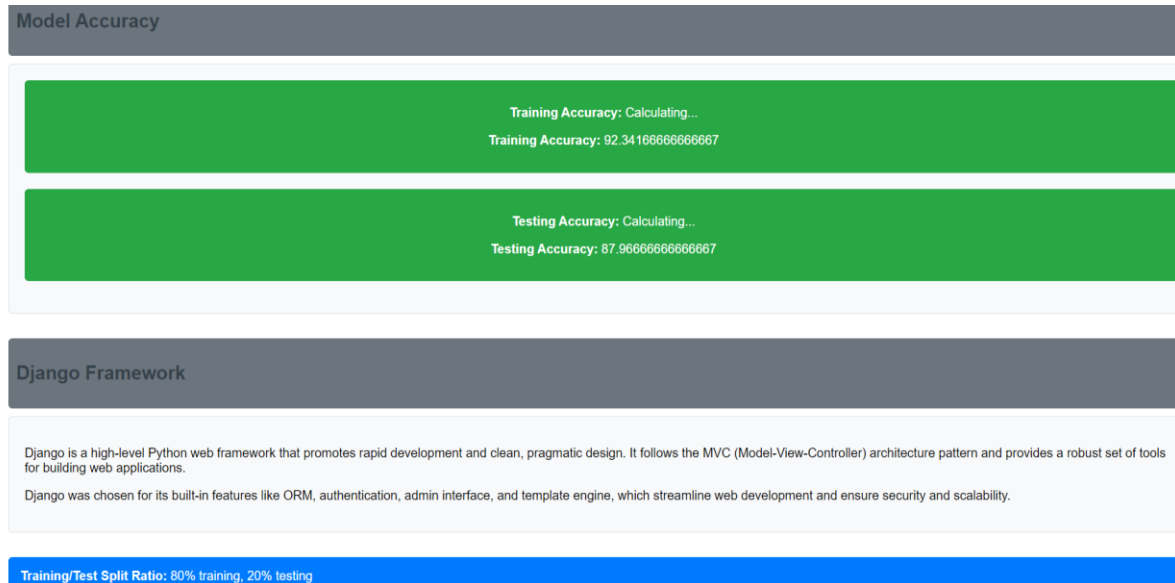 Model Accuracy
Training Accuracy: Calculating...
Training Accuracy: 92.34166666666667
Testing Accuracy: Calculating...
Testing Accuracy: 87.96666666666667
Django Framework
Django is a high-level Python web framework that promotes rapid development and clean, pragmatic design. It follows the MVC (Model-View-Controller) architecture pattern and provides a robust set of tools
for building web applications.
Django was chosen for its built-in features like ORM, authentication, admin interface, and template engine, which streamline web development and ensure security and scalability.
Training/Test Split Ratio: 80% training, 20% testing